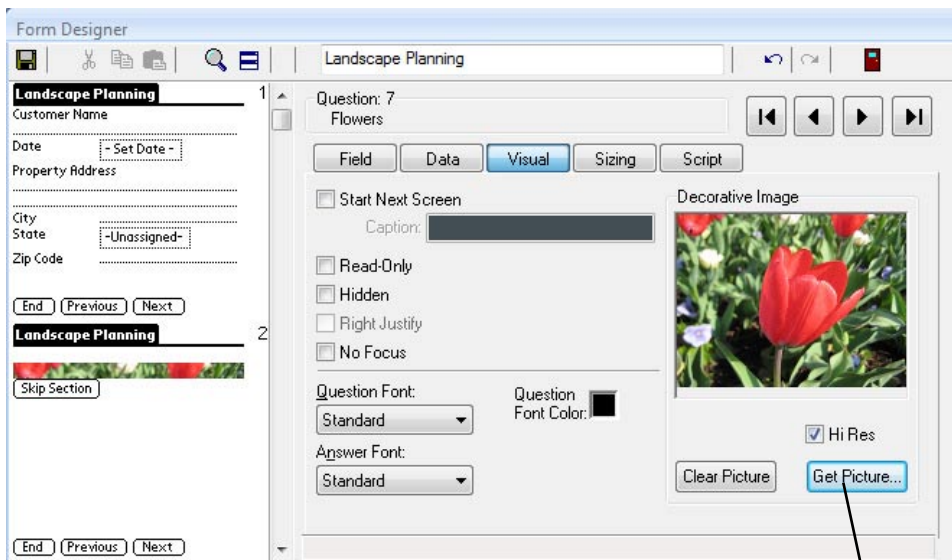 Form Designer
Landscape Planning
Landscape Planning 1
Customer Name
Date - Set Date -
Property Address
City
State -Unassigned-
Zip Code
End Previous Next
Landscape Planning 2
Skip Section
End Previous Next
Question: 7
Flowers
Field Data Visual Sizing Script
Start Next Screen
Caption:
Read-Only
Hidden
Right Justify
No Focus
Question Font:
Standard
Question
Font Color:
Answer Font:
Standard
Decorative Image
Hi Res
Clear Picture Get Picture...